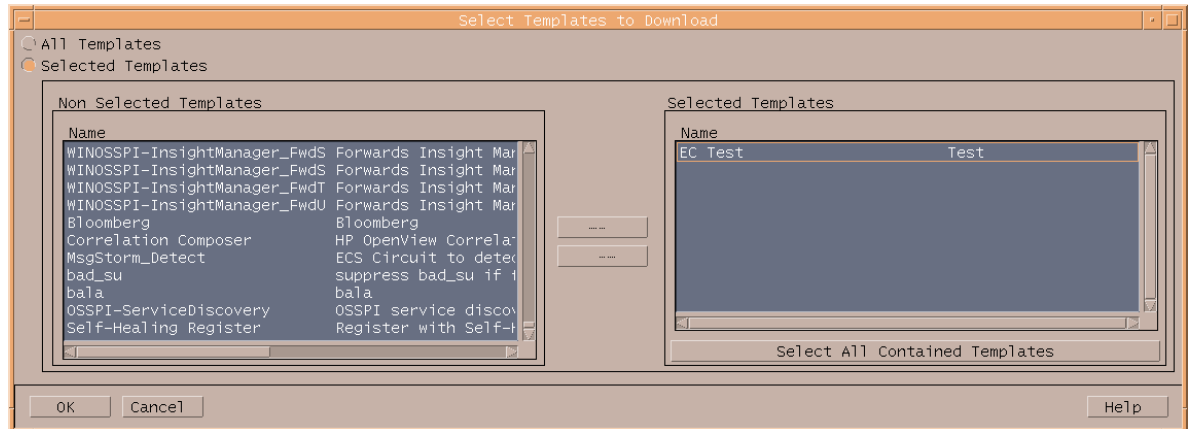 Select Templates to Download
All Templates
Selected Templates
Non Selected Templates
Name
WINOSSPI-InsightManager_FwdS Forwards Insight Mar
WINOSSPI-InsightManager_FwdS Forwards Insight Mar
WINOSSPI-InsightManager_FwdT Forwards Insight Mar
WINOSSPI-InsightManager_FwdU Forwards Insight Mar
Bloomberg Bloomberg
Correlation Composer HP OpenView Correlat
MsgStorm_Detect ECS Circuit to detec
bad_su suppress bad_su if
bala bala
OSSPI-ServiceDiscovery OSSPI service discov
Self-Healing Register Register with Self-H
Selected Templates
Name
EC Test Test
Select All Contained Templates
OK Cancel Help